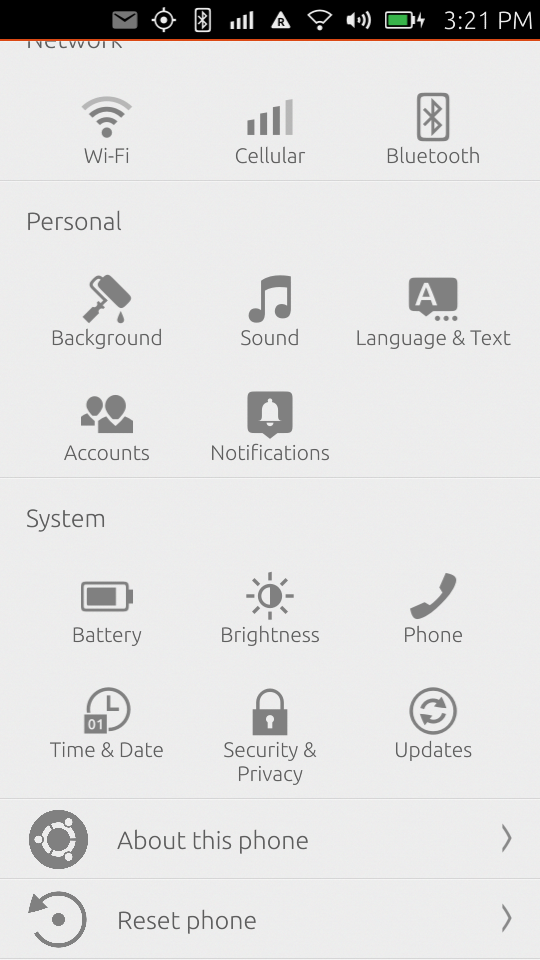 R 3:21 PM
Network
Wi-Fi Cellular Bluetooth
Personal
A
Background Sound Language & Text
Accounts Notifications
System
Battery Brightness Phone
01
Time & Date Security & Privacy Updates
About this phone
Reset phone